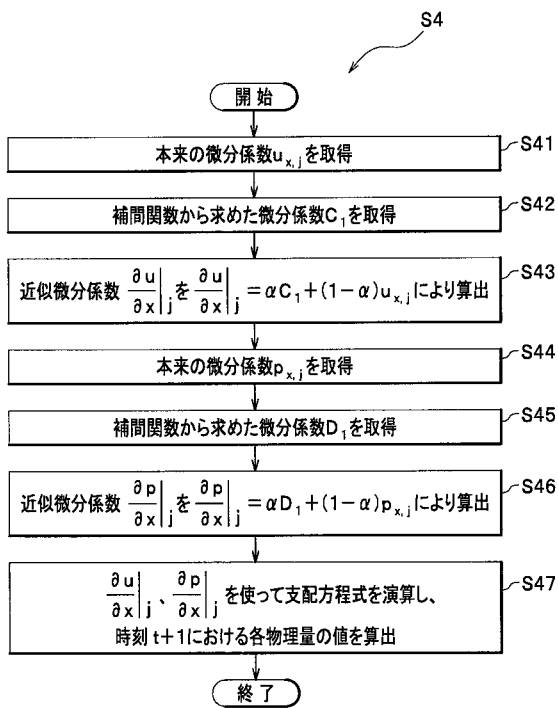 S4
開始
本来の微分係数u_{x,j}を取得
S41
補間関数から求めた微分係数C₁を取得
S42
近似微分係数 ∂u/∂x|_j を ∂u/∂x|_j = αC₁+(1-α)u_{x,j}により算出
S43
本来の微分係数p_{x,j}を取得
S44
補間関数から求めた微分係数D₁を取得
S45
近似微分係数 ∂p/∂x|_j を ∂p/∂x|_j = αD₁+(1-α)p_{x,j}により算出
S46
∂u/∂x|_j 、∂p/∂x|_j を使って支配方程式を演算し、
時刻 t+1における各物理量の値を算出
S47
終了